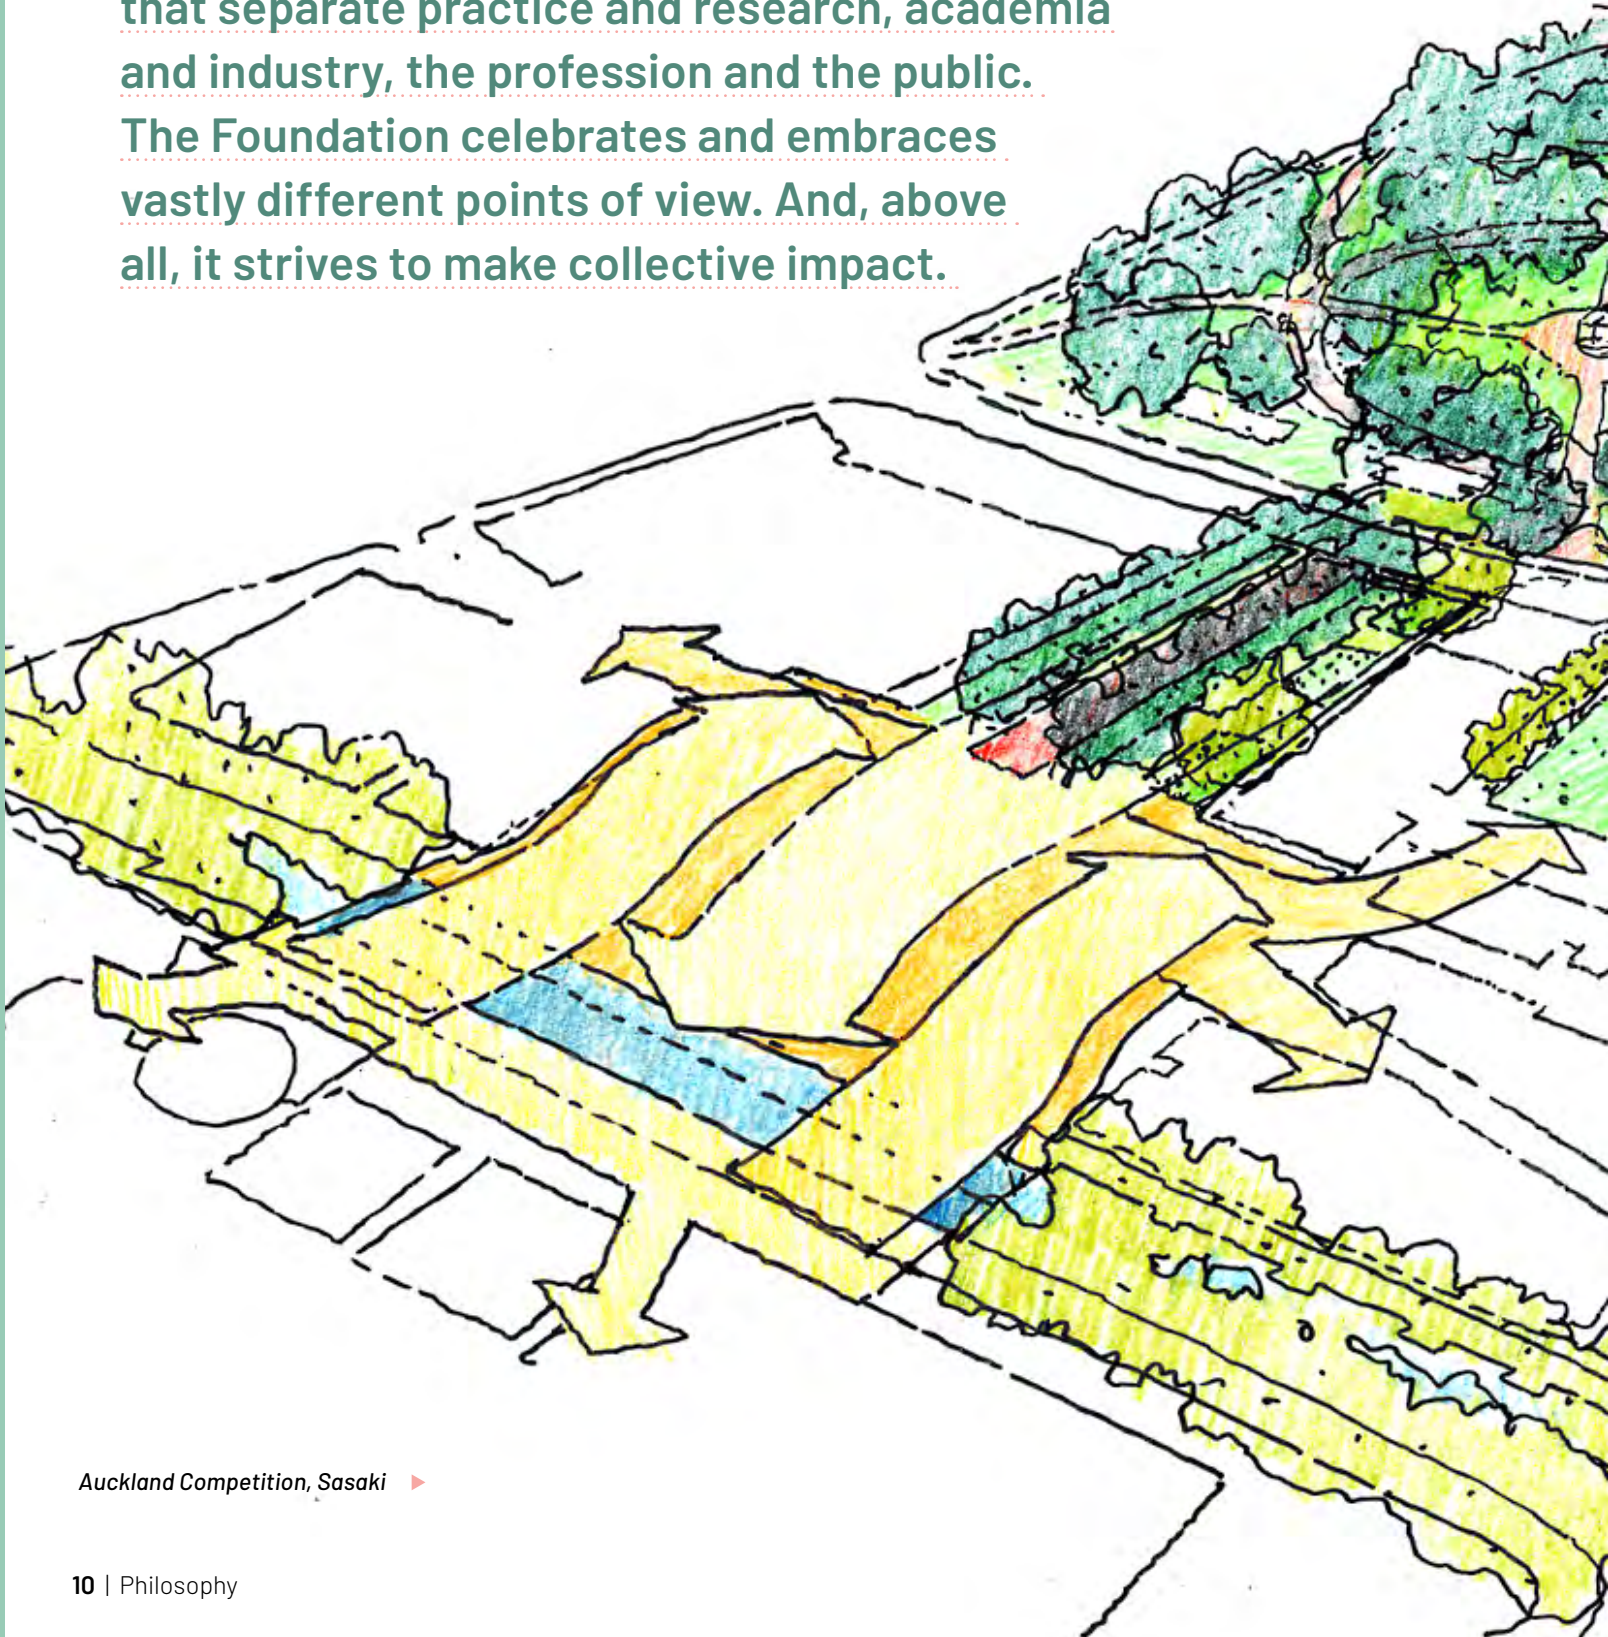 that separate practice and research, academia
and industry, the profession and the public.
The Foundation celebrates and embraces
vastly different points of view. And, above
all, it strives to make collective impact.
Auckland Competition, Sasaki
10 | Philosophy